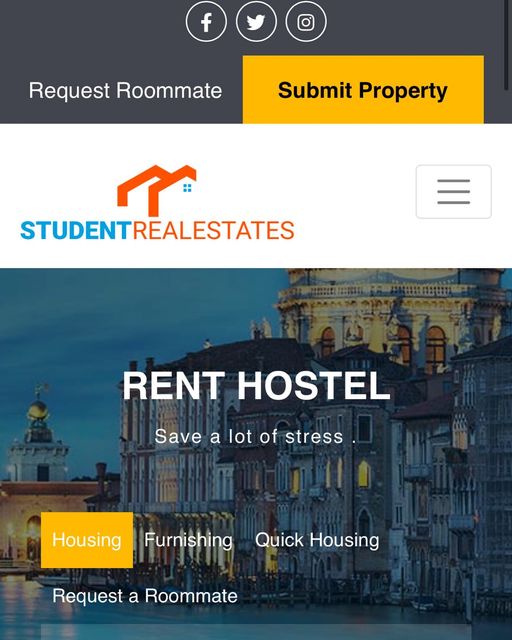 Request Roommate Submit Property
STUDENTREALESTATES
RENT HOSTEL
Save a lot of stress .
Housing Furnishing Quick Housing
Request a Roommate